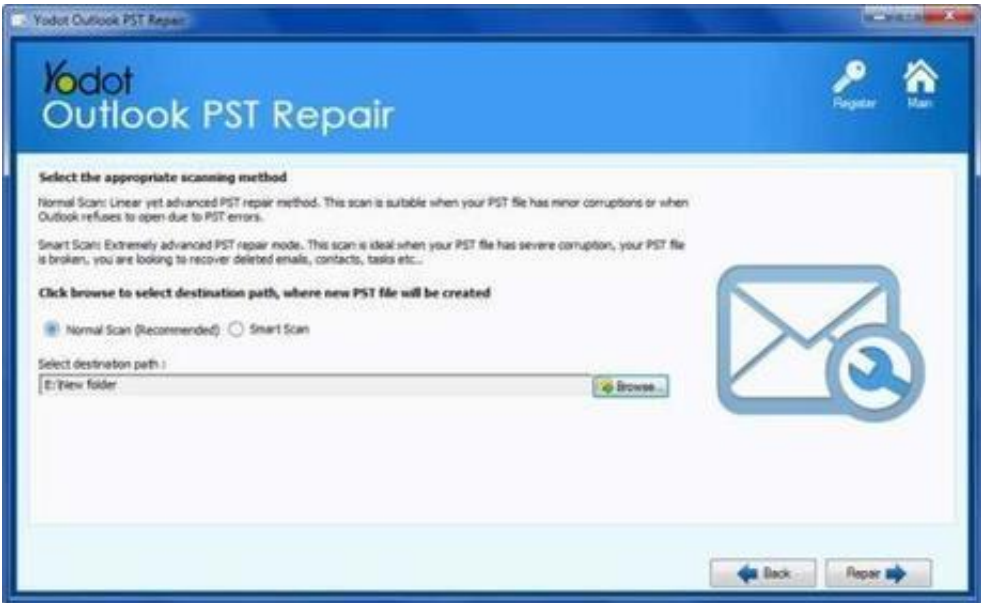 Yodot Outlook PST Repair
Yodot
Outlook PST Repair
Register
Main
Select the appropriate scanning method
Normal Scan: Linear yet advanced PST repair method. This scan is suitable when your PST file has minor corruptions or when
Outlook refuses to open due to PST errors.
Smart Scan: Extremely advanced PST repair mode. This scan is ideal when your PST file has severe corruption, your PST file
is broken, you are looking to recover deleted emails, contacts, tasks etc..
Click browse to select destination path, where new PST file will be created
Normal Scan (Recommended)
Smart Scan
Select destination path :
E:\New folder
Browse...
Back
Repair